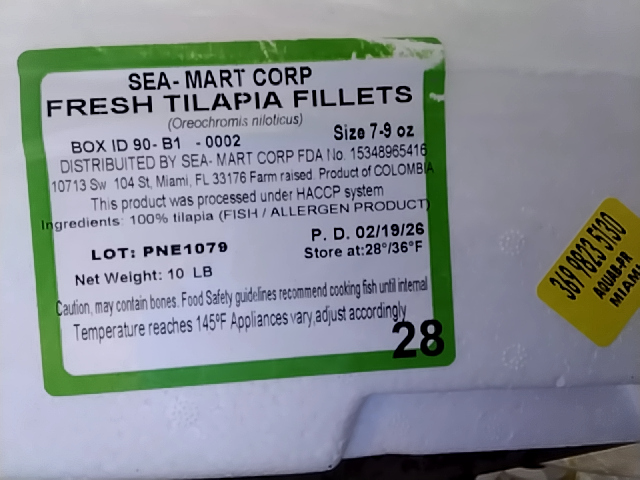 SEA- MART CORP
FRESH TILAPIA FILLETS
(Oreochromis niloticus)
BOX ID 90- B1 - 0002 Size 7-9 oz
DISTRIBUITED BY SEA- MART CORP FDA No. 15348965416
10713 Sw 104 St, Miami, FL 33176 Farm raised. Product of COLOMBIA
This product was processed under HACCP system
Ingredients: 100% tilapia (FISH / ALLERGEN PRODUCT)
P. D. 02/19/26
LOT: PNE1079
Store at:28°/36°F
Net Weight: 10 LB
Caution, may contain bones. Food Safety guidelines recommend cooking fish until internal
Temperature reaches 145ºF Appliances vary,adjust accordingly
28
369 9823 5130
AQUAB-PR
MIAMI